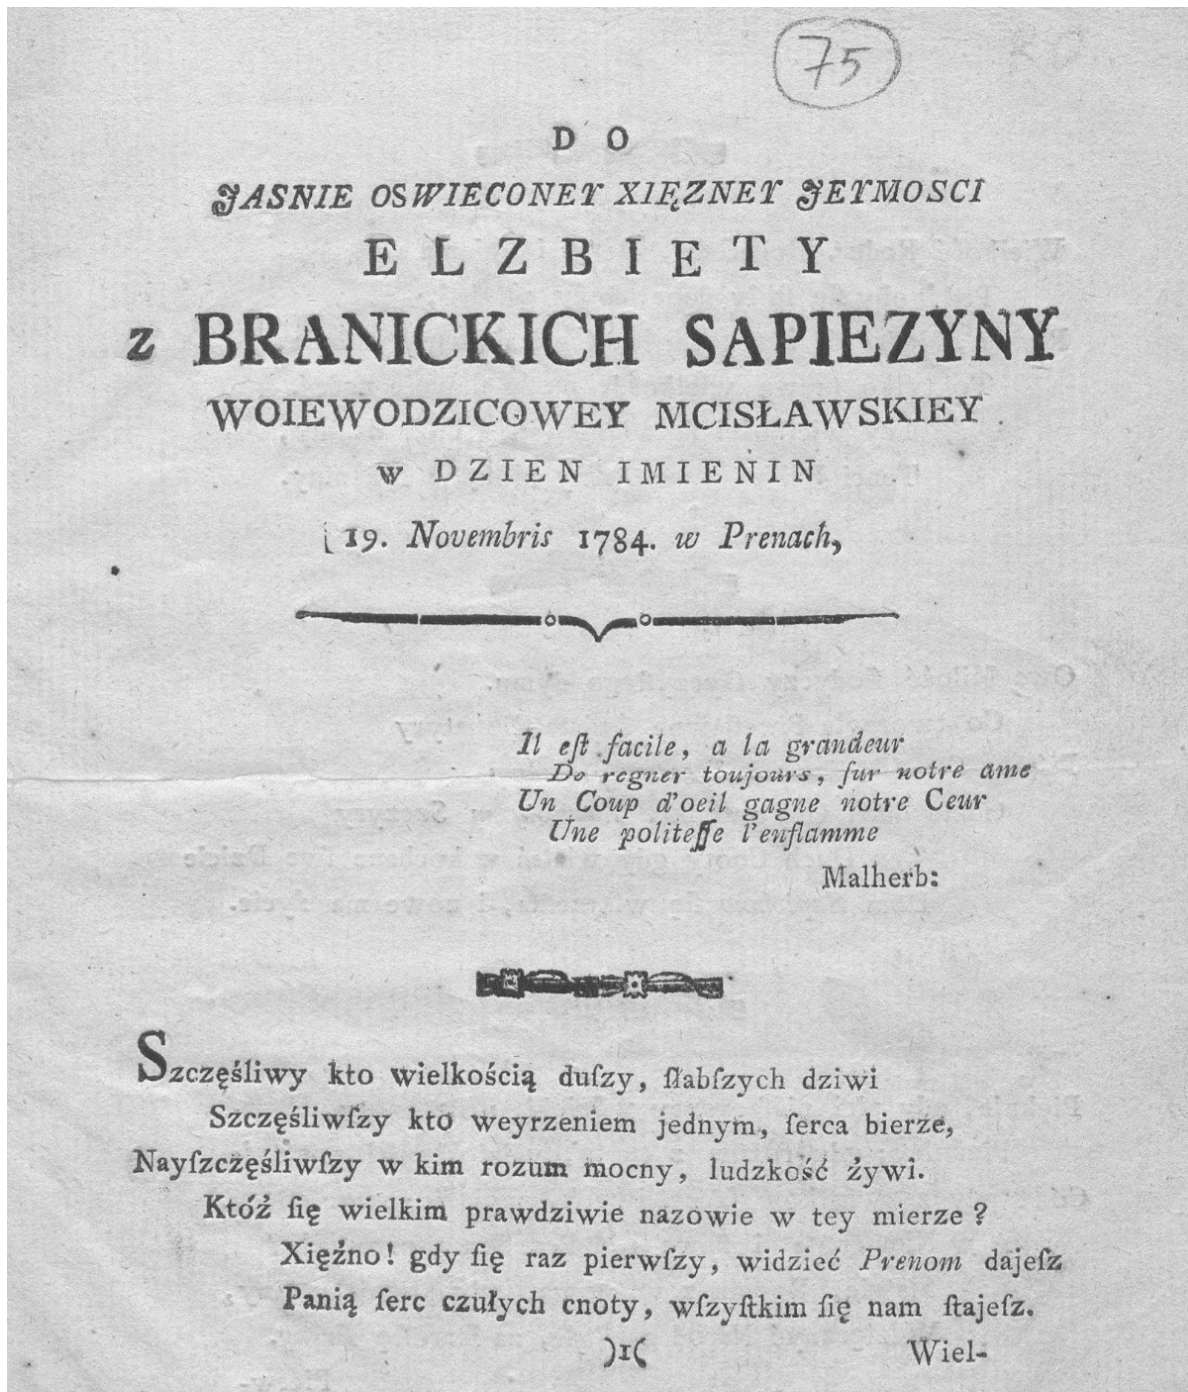 75
DO
JASNIE OSWIECONEY XIĘZNEY JEYMOSCI
ELZBIETY
z BRANICKICH SAPIEZYNY
WOIEWODZICOWEY MCISŁAWSKIEY
w DZIEN IMIENIN
19. Novembris 1784. w Prenach,
Il eſt facile, a la grandeur
De regner toujours, ſur notre ame
Un Coup d'oeil gagne notre Ceur
Une politeſſe l'enflamme
Malherb:
Szczęśliwy kto wielkością duſzy, ſłabſzych dziwi
Szczęśliwſzy kto weyrzeniem jednym, ſerca bierze,
Nayſzczęśliwſzy w kim rozum mocny, ludzkość żywi.
Któż ſię wielkim prawdziwie nazowie w tey mierze ?
Xięźno! gdy ſię raz pierwſzy, widzieć Prenom dajeſz
Panią ſerc czułych cnoty, wſzyſtkim ſię nam ſtajeſz.
)1(
Wiel-